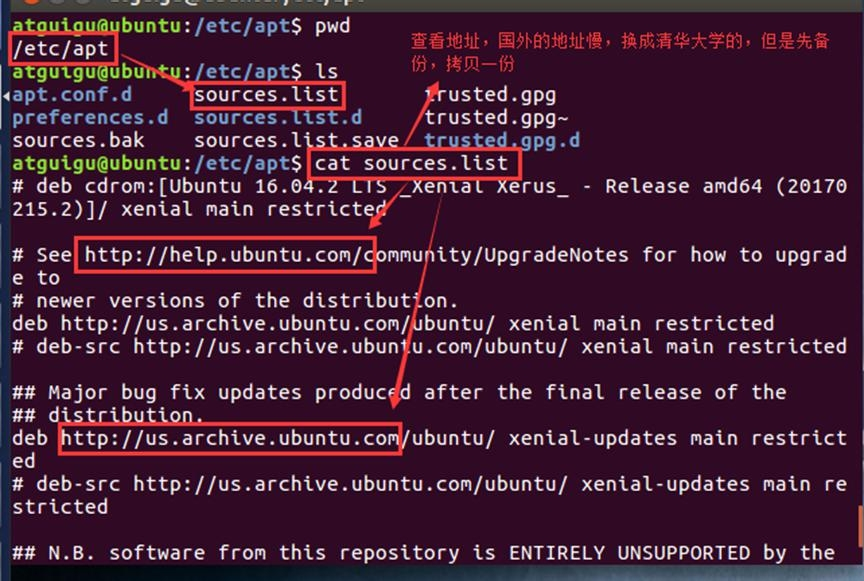 atguigu@ubuntu:/etc/apt$ pwd
/etc/apt
查看地址，国外的地址慢，换成清华大学的，但是先备
份，拷贝一份
atguigu@ubuntu:/etc/apt$ ls
apt.conf.d sources.list trusted.gpg
preferences.d sources.list.d trusted.gpg~
sources.bak sources.list.save trusted.gpg.d
atguigu@ubuntu:/etc/apt$ cat sources.list
# deb cdrom:[Ubuntu 16.04.2 LTS _Xenial Xerus_ - Release amd64 (20170
215.2)]/ xenial main restricted
# See http://help.ubuntu.com/community/UpgradeNotes for how to upgrad
e to
# newer versions of the distribution.
deb http://us.archive.ubuntu.com/ubuntu/ xenial main restricted
# deb-src http://us.archive.ubuntu.com/ubuntu/ xenial main restricted
## Major bug fix updates produced after the final release of the
## distribution.
deb http://us.archive.ubuntu.com/ubuntu/ xenial-updates main restrict
ed
# deb-src http://us.archive.ubuntu.com/ubuntu/ xenial-updates main re
stricted
## N.B. software from this repository is ENTIRELY UNSUPPORTED by the